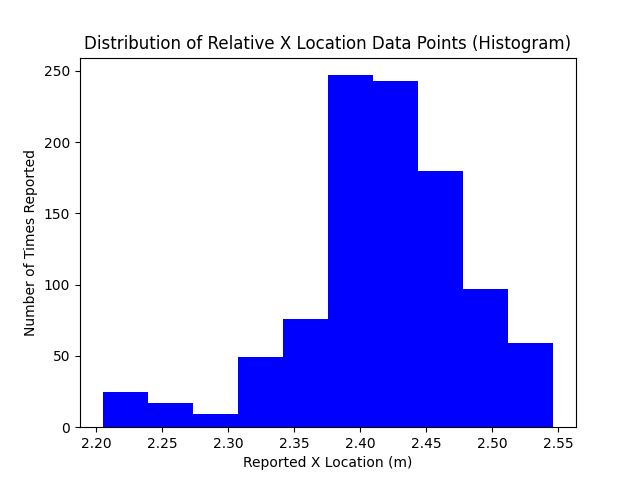 Distribution of Relative X Location Data Points (Histogram)
Number of Times Reported
250
200
150
100
50
0
2.20 2.25 2.30 2.35 2.40 2.45 2.50 2.55
Reported X Location (m)